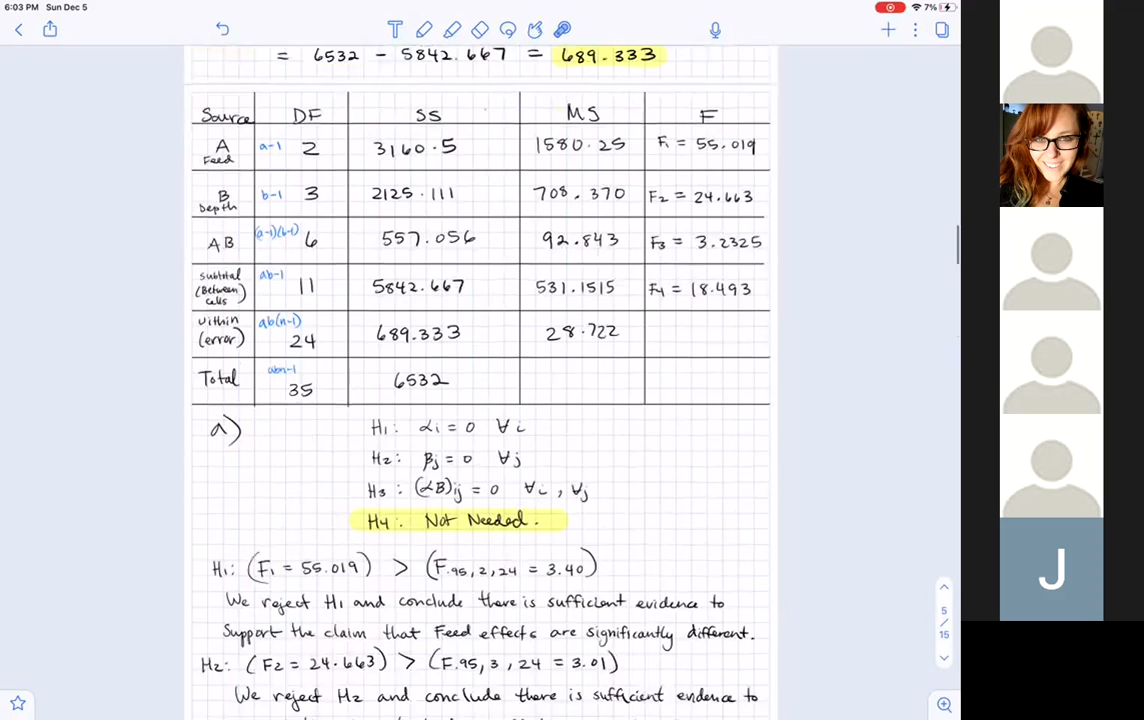 6:03 PM Sun Dec 5
7%
= 6532 - 5842.667 = 689.333
Source DF SS MS F
A Feed a-1 2 3160.5 1580.25 F1 = 55.019
B Depth b-1 3 2125.111 708.370 F2 = 24.663
AB (a-1)(b-1) 6 557.056 92.843 F3 = 3.2325
Subtotal (Between cells) ab-1 11 5842.667 531.1515 F4 = 18.493
Within (error) ab(n-1) 24 689.333 28.722
Total abn-1 35 6532
a)
H1: αi = 0 ∀i
H2: βj = 0 ∀j
H3: (αB)ij = 0 ∀i, ∀j
H4: Not Needed.
H1: (F1 = 55.019) > (F.95,2,24 = 3.40)
We reject H1 and conclude there is sufficient evidence to
Support the claim that Feed effects are significantly different.
H2: (F2 = 24.663) > (F.95,3,24 = 3.01)
We reject H2 and conclude there is sufficient evidence to
5
/
15
J